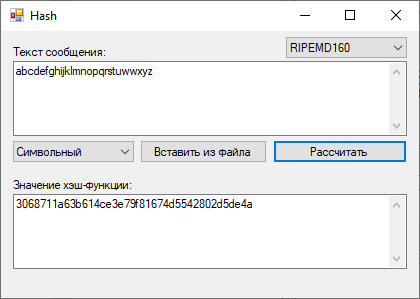 Hash
Текст сообщения:
RIPEMD160
abcdefghijklmnopqrstuwwxyz
Символьный
Вставить из файла
Рассчитать
Значение хэш-функции:
3068711a63b614ce3e79f81674d5542802d5de4a